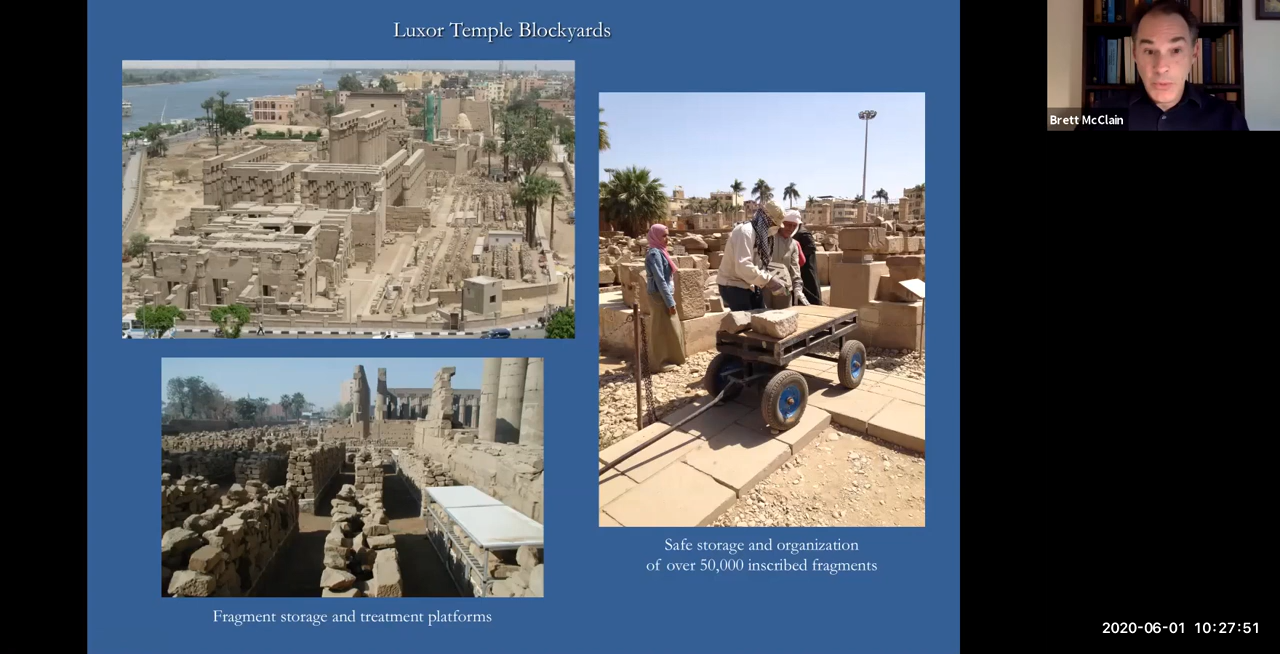 Luxor Temple Blockyards
Brett McClain
Safe storage and organization
of over 50,000 inscribed fragments
Fragment storage and treatment platforms
2020-06-01 10:27:51